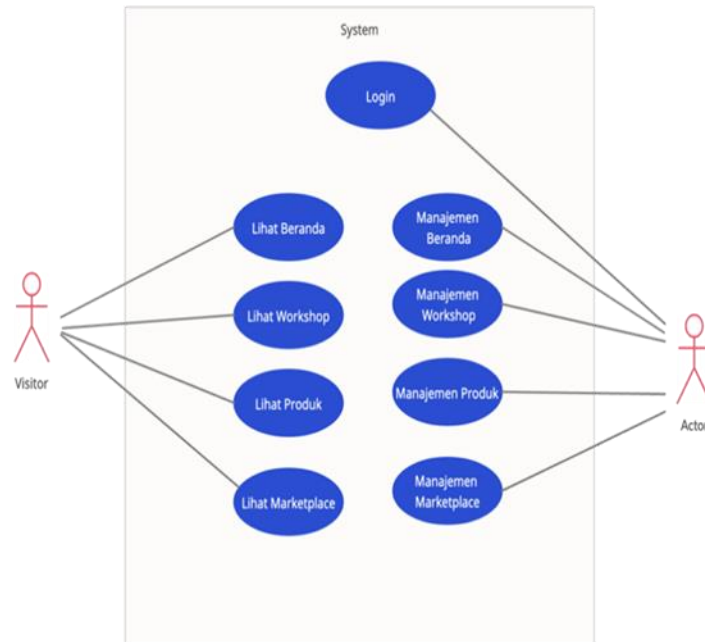 System
Login
Lihat Beranda
Manajemen
Beranda
Lihat Workshop
Manajemen
Workshop
Visitor
Lihat Produk
Manajemen Produk
Actor
Lihat Marketplace
Manajemen
Marketplace